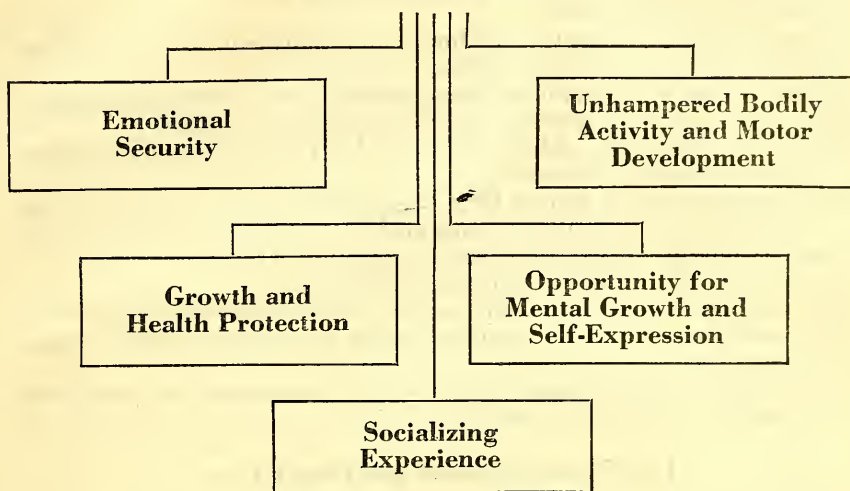 Emotional
Security
Unhampered Bodily
Activity and Motor
Development
Growth and
Health Protection
Opportunity for
Mental Growth and
Self-Expression
Socializing
Experience